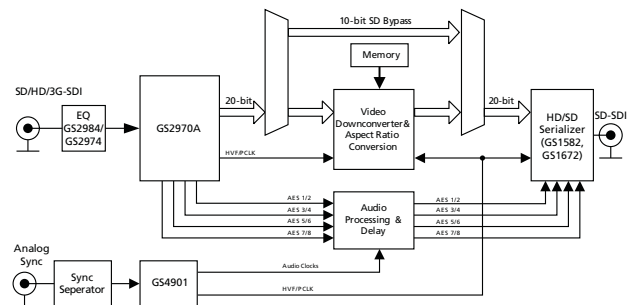 10-bit SD Bypass
Memory
SD/HD/3G-SDI
EQ
GS2984/
GS2974
GS2970A
20-bit
Video
Downconverter &
Aspect Ratio
Conversion
20-bit
HD/SD
Serializer
(GS1582,
GS1672)
SD-SDI
HVF/PCLK
AES 1/2
AES 3/4
AES 5/6
AES 7/8
Audio
Processing &
Delay
AES 1/2
AES 3/4
AES 5/6
AES 7/8
Analog
Sync
Sync
Seperator
GS4901
Audio Clocks
HVF/PCLK